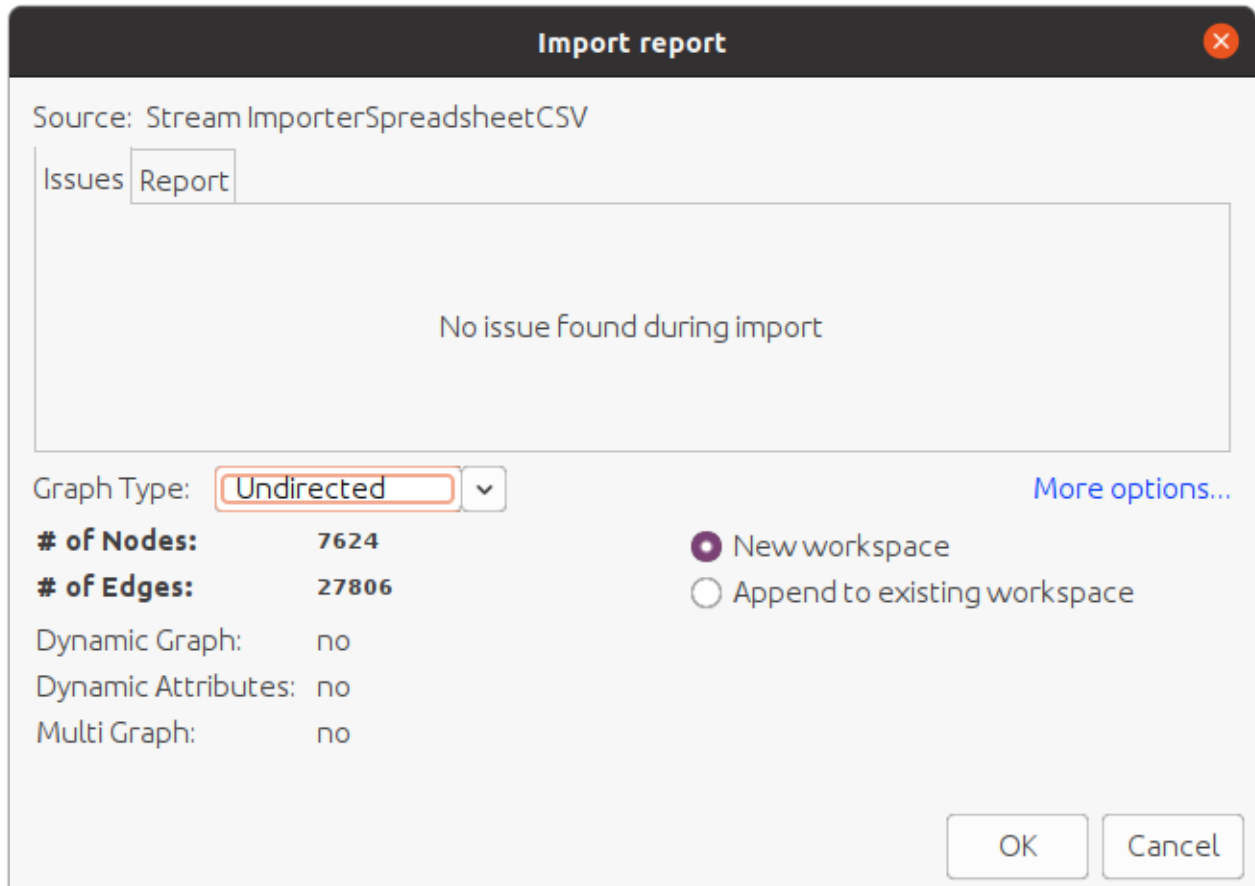 Import report
Source: Stream ImporterSpreadsheetCSV
Issues Report
No issue found during import
Graph Type: Undirected More options...
# of Nodes: 7624 New workspace
# of Edges: 27806 Append to existing workspace
Dynamic Graph: no
Dynamic Attributes: no
Multi Graph: no
OK Cancel